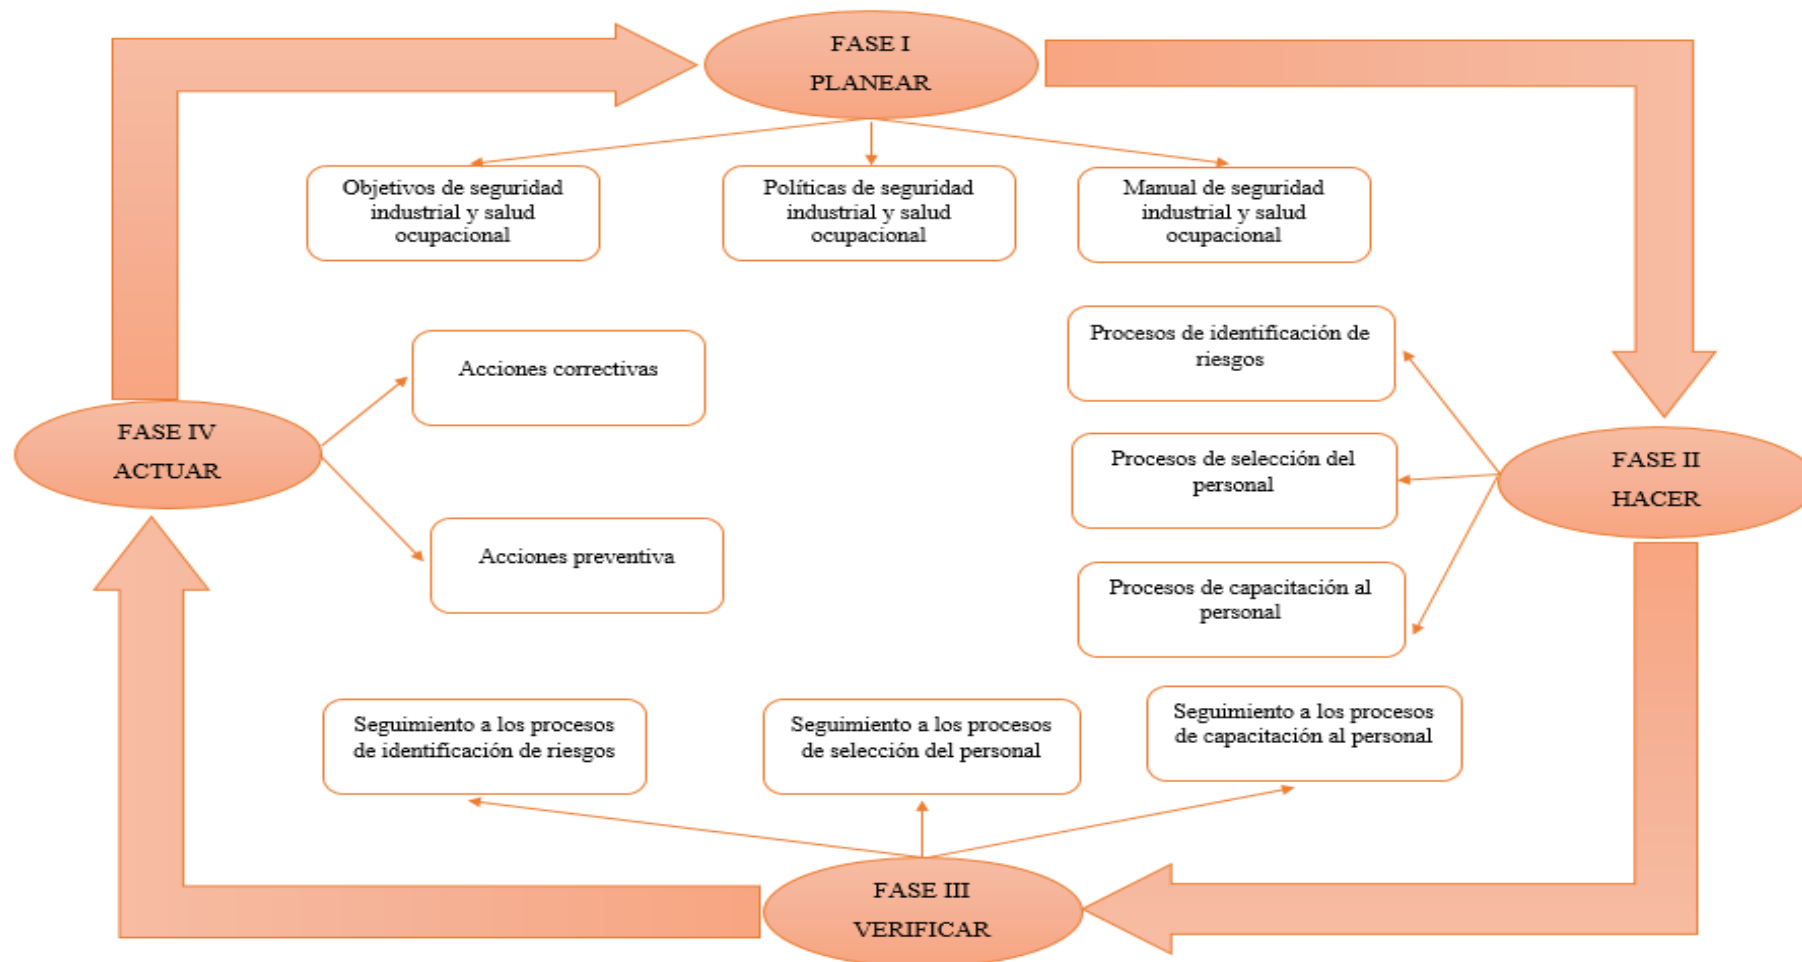 FASE I
PLANEAR
Objetivos de seguridad
industrial y salud
ocupacional
Políticas de seguridad
industrial y salud
ocupacional
Manual de seguridad
industrial y salud
ocupacional
Procesos de identificación de
riesgos
Acciones correctivas
FASE IV
ACTUAR
Procesos de selección del
personal
FASE II
HACER
Acciones preventiva
Procesos de capacitación al
personal
Seguimiento a los procesos
de identificación de riesgos
Seguimiento a los procesos
de selección del personal
Seguimiento a los procesos
de capacitación al personal
FASE III
VERIFICAR